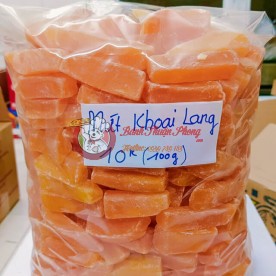 Mứt Khoai Lang
Bánh Thuận Phong
10K (100g)